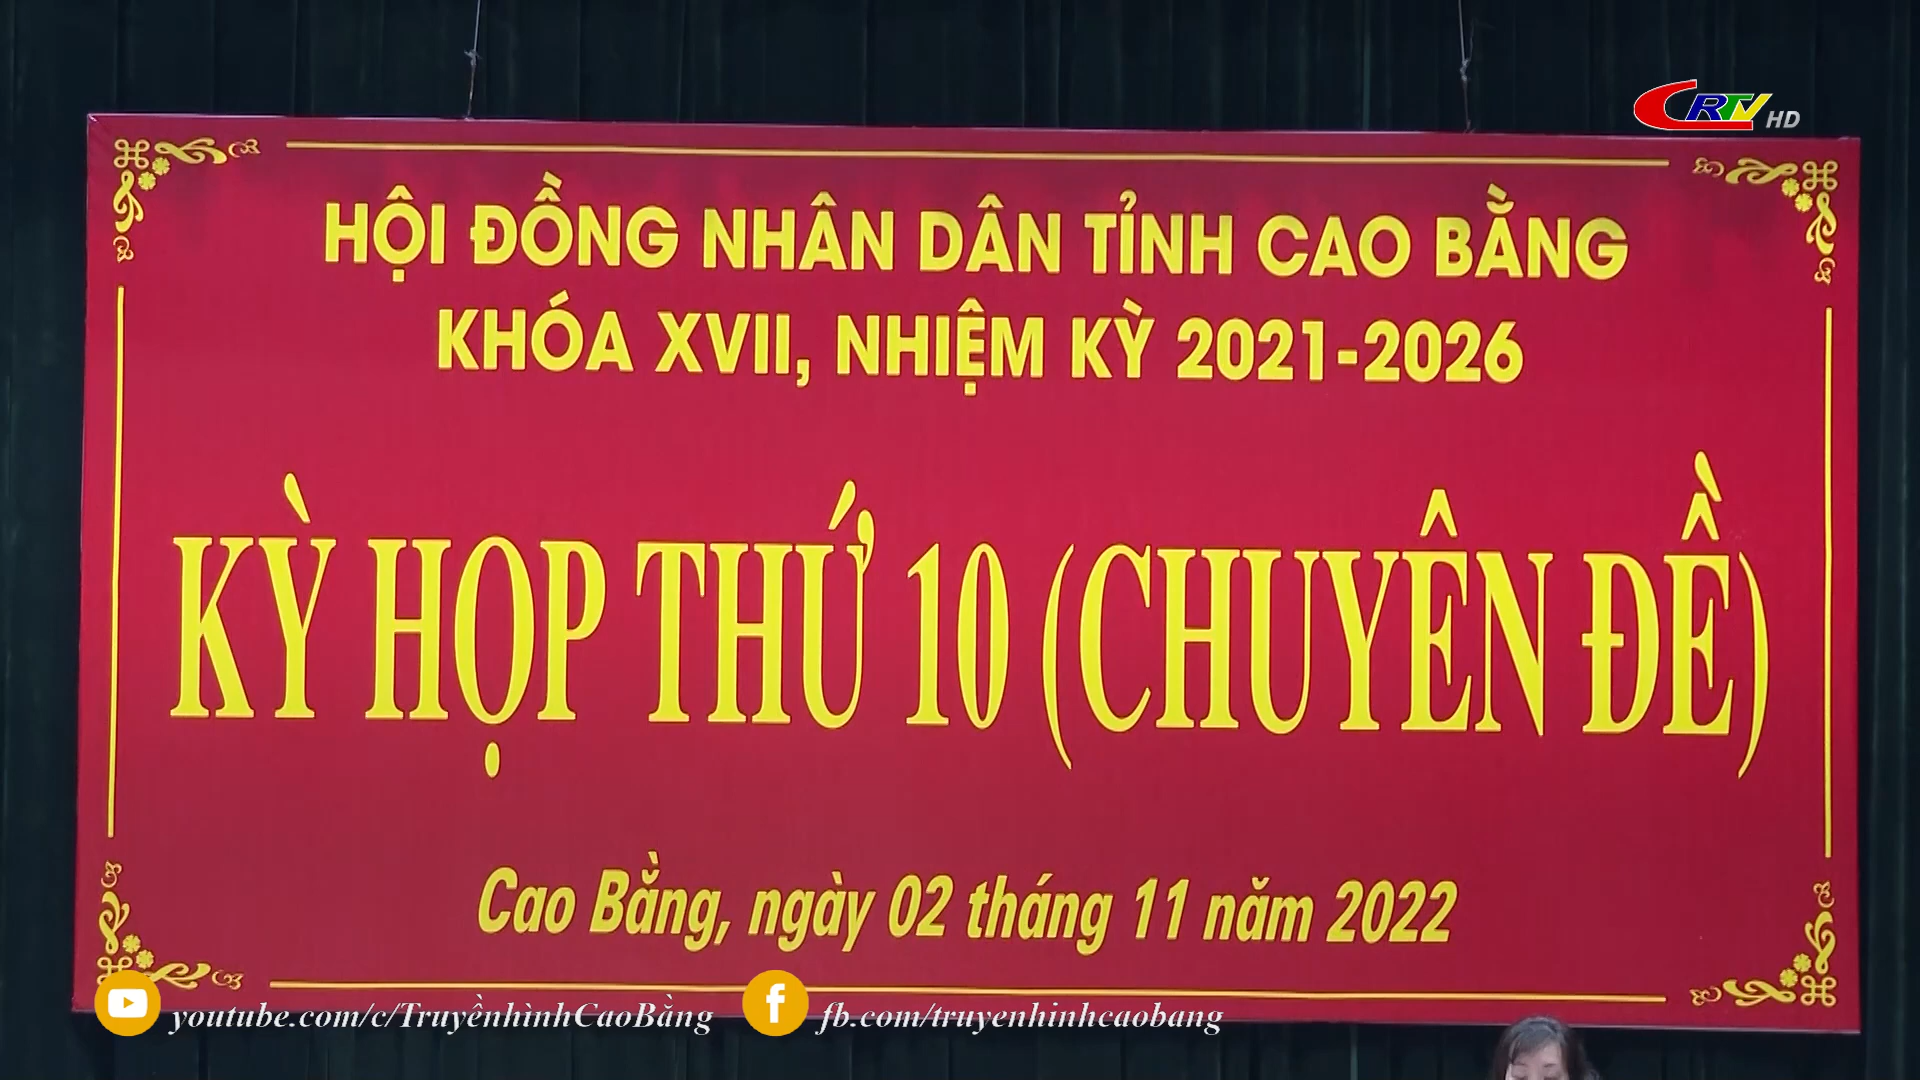 CRTV HD
HỘI ĐỒNG NHÂN DÂN TỈNH CAO BẰNG
KHÓA XVII, NHIỆM KỲ 2021-2026
KỲ HỌP THỨ 10 (CHUYÊN ĐỀ)
Cao Bằng, ngày 02 tháng 11 năm 2022
youtube.com/c/TruyềnhìnhCaoBằng fb.com/truyenhinhcaobang